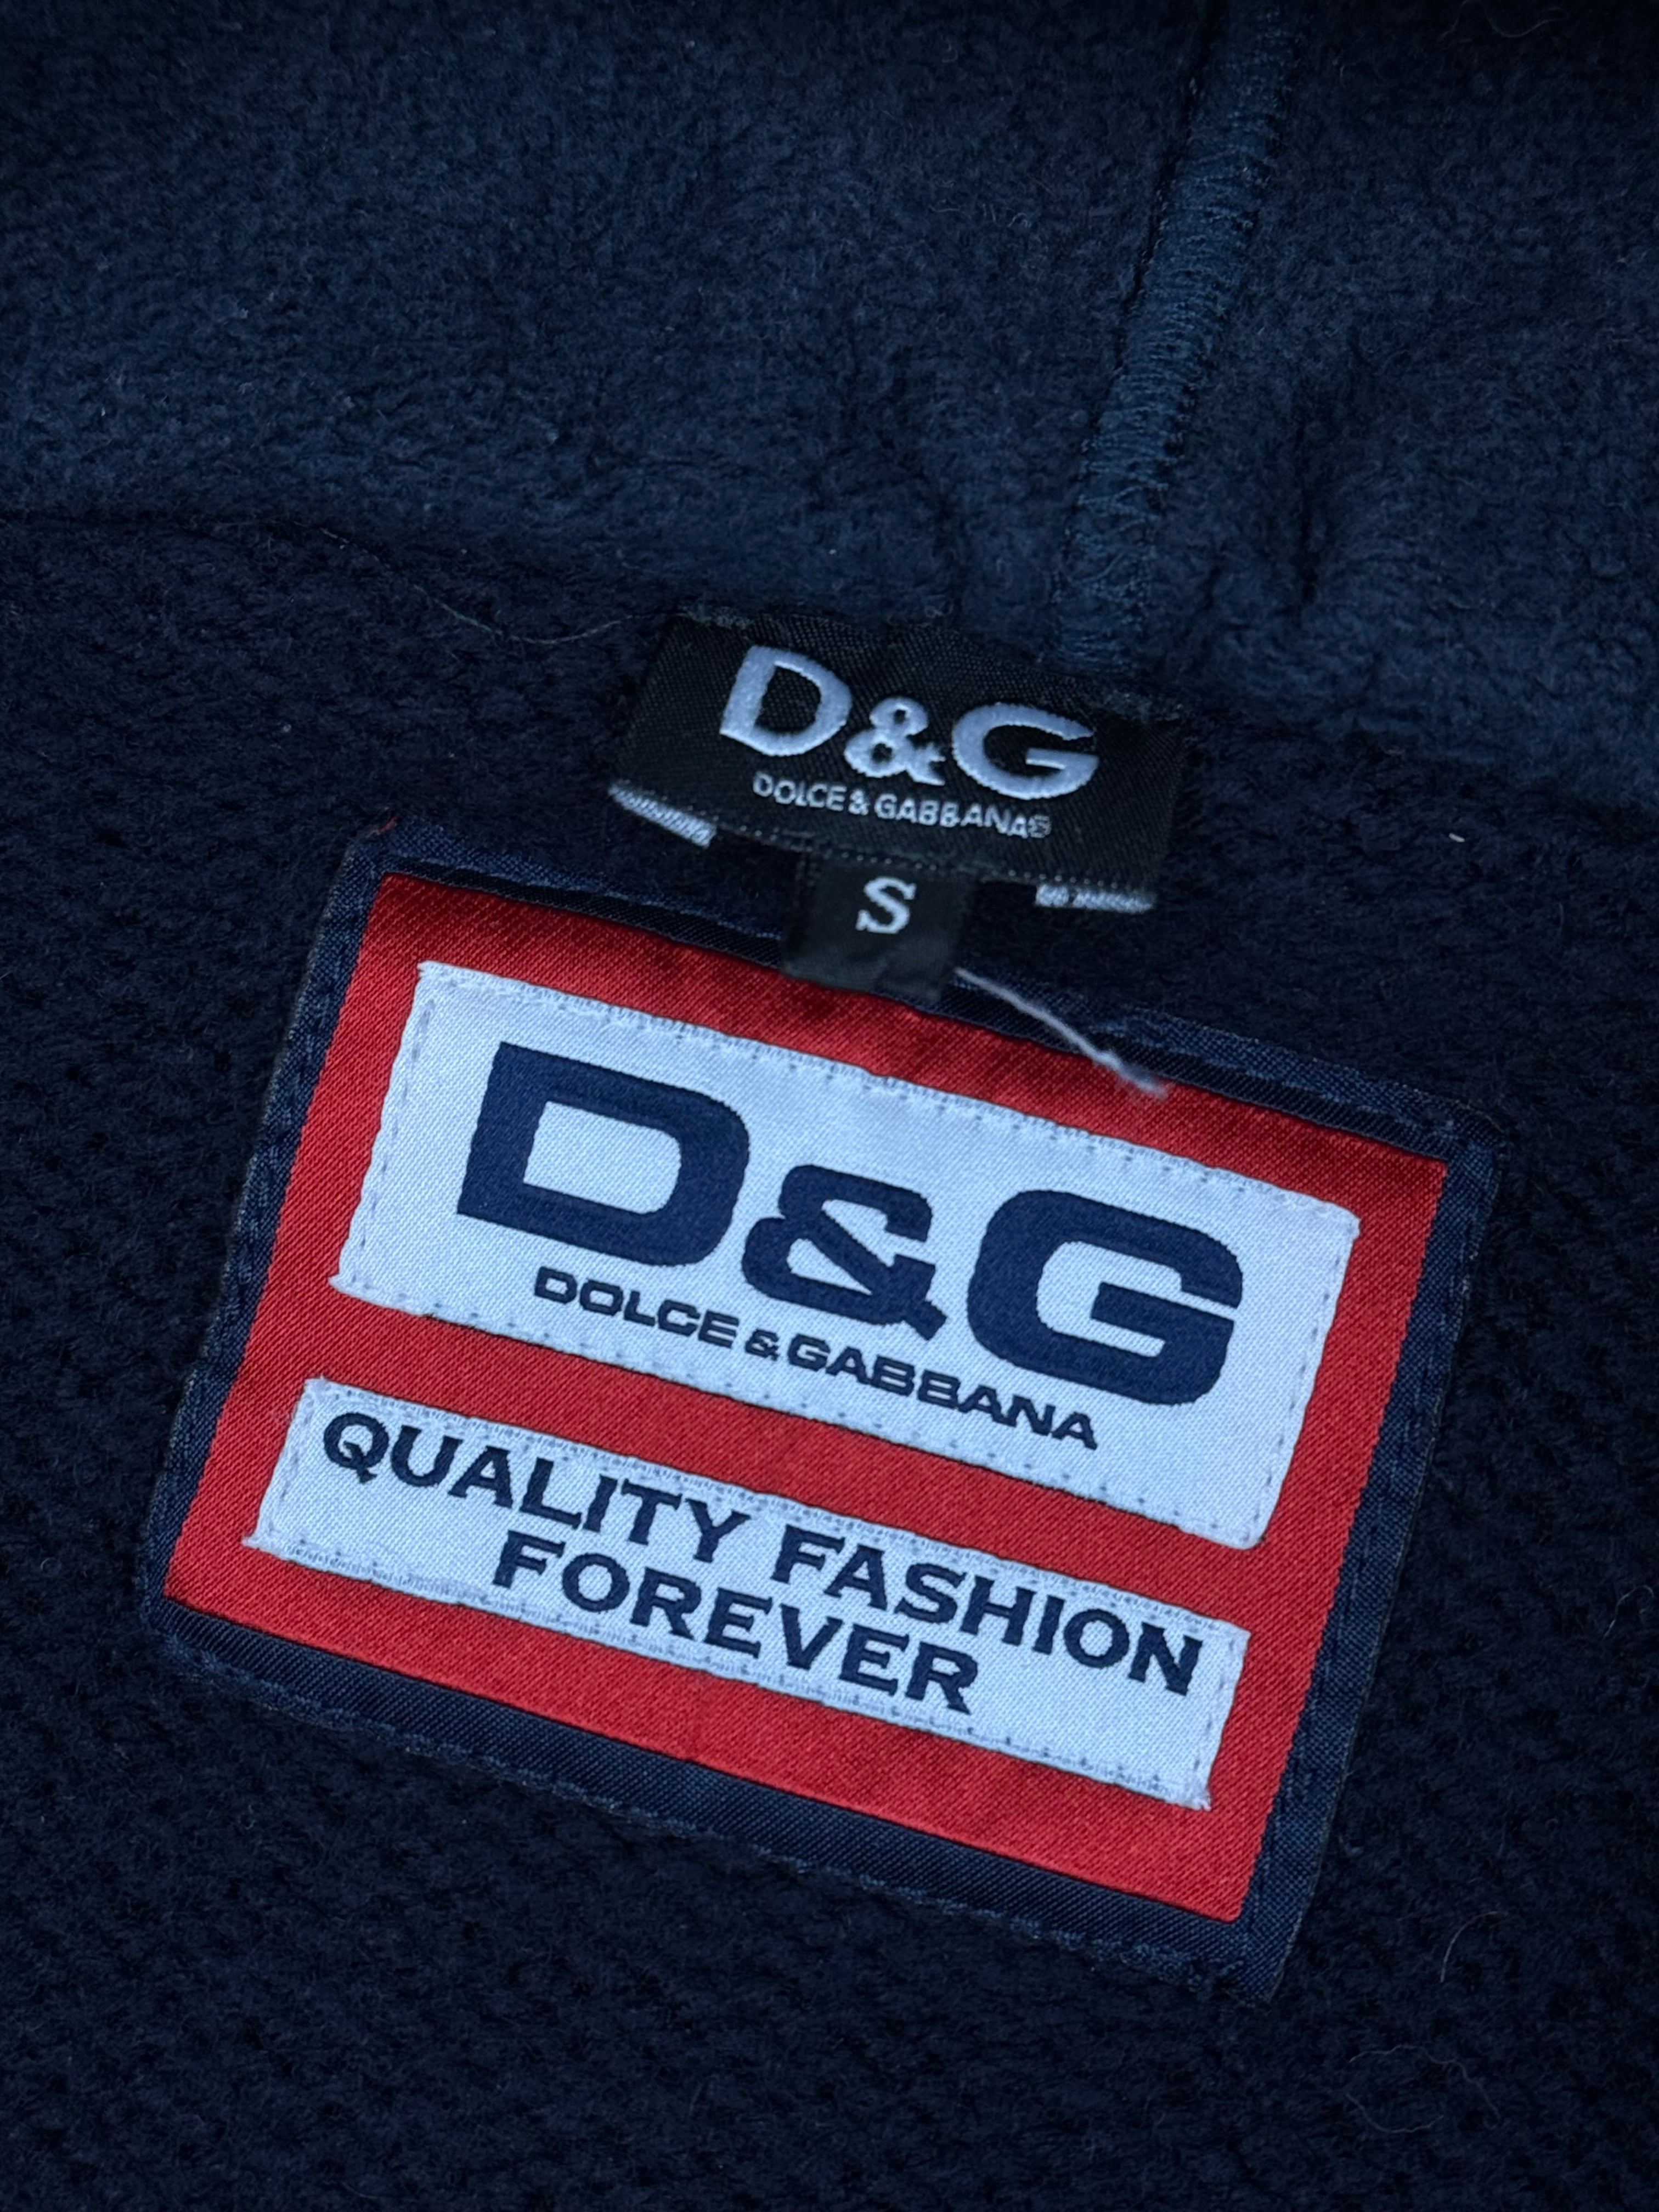 D&G
DOLCE & GABBANA®
S
D&G
DOLCE & GABBANA
QUALITY FASHION
FOREVER